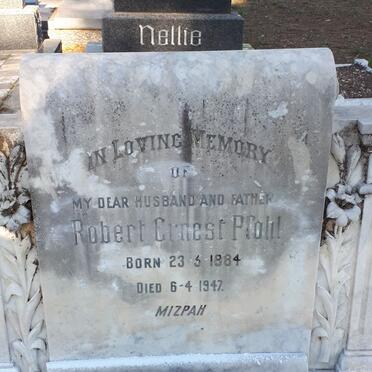 Nellie
IN LOVING MEMORY
OF
MY DEAR HUSBAND AND FATHER
Robert Ernest Pfohl
BORN 23-6-1884
DIED 6-4-1947.
MIZPAH